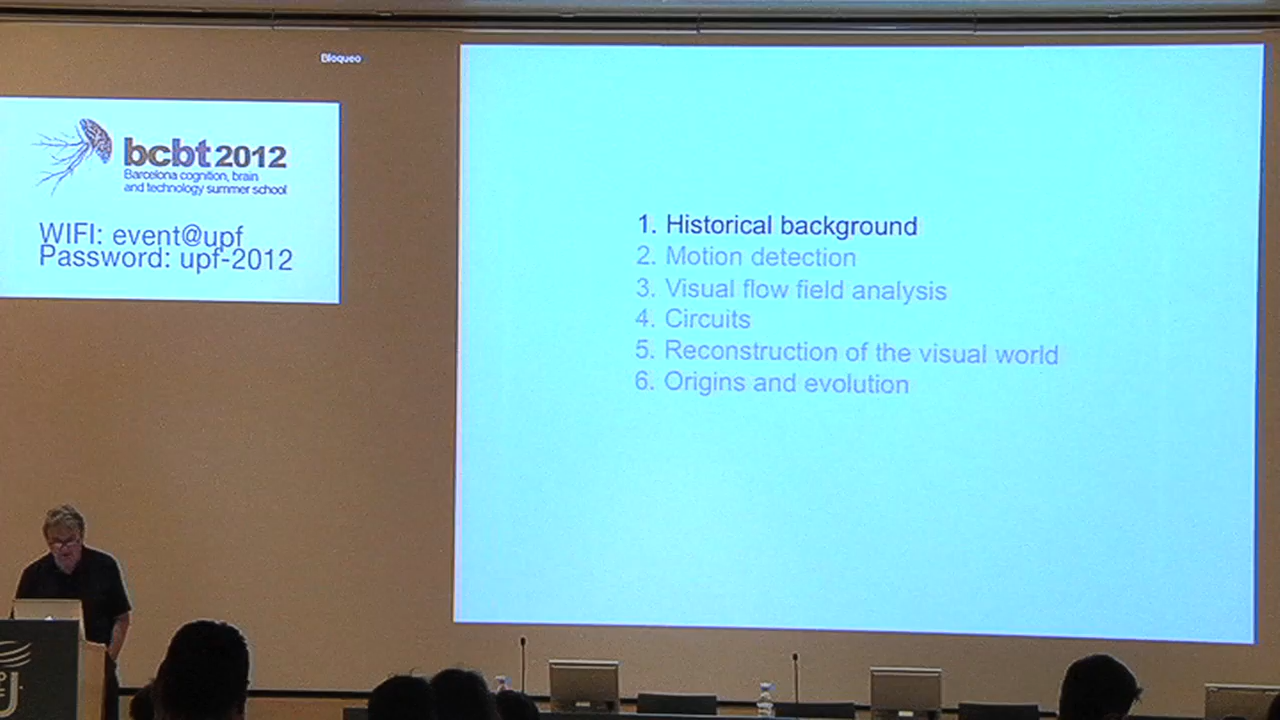 Bloqueo
bcbt 2012
Barcelona cognition, brain
and technology summer school
WIFI: event@upf
Password: upf-2012
1. Historical background
2. Motion detection
3. Visual flow field analysis
4. Circuits
5. Reconstruction of the visual world
6. Origins and evolution